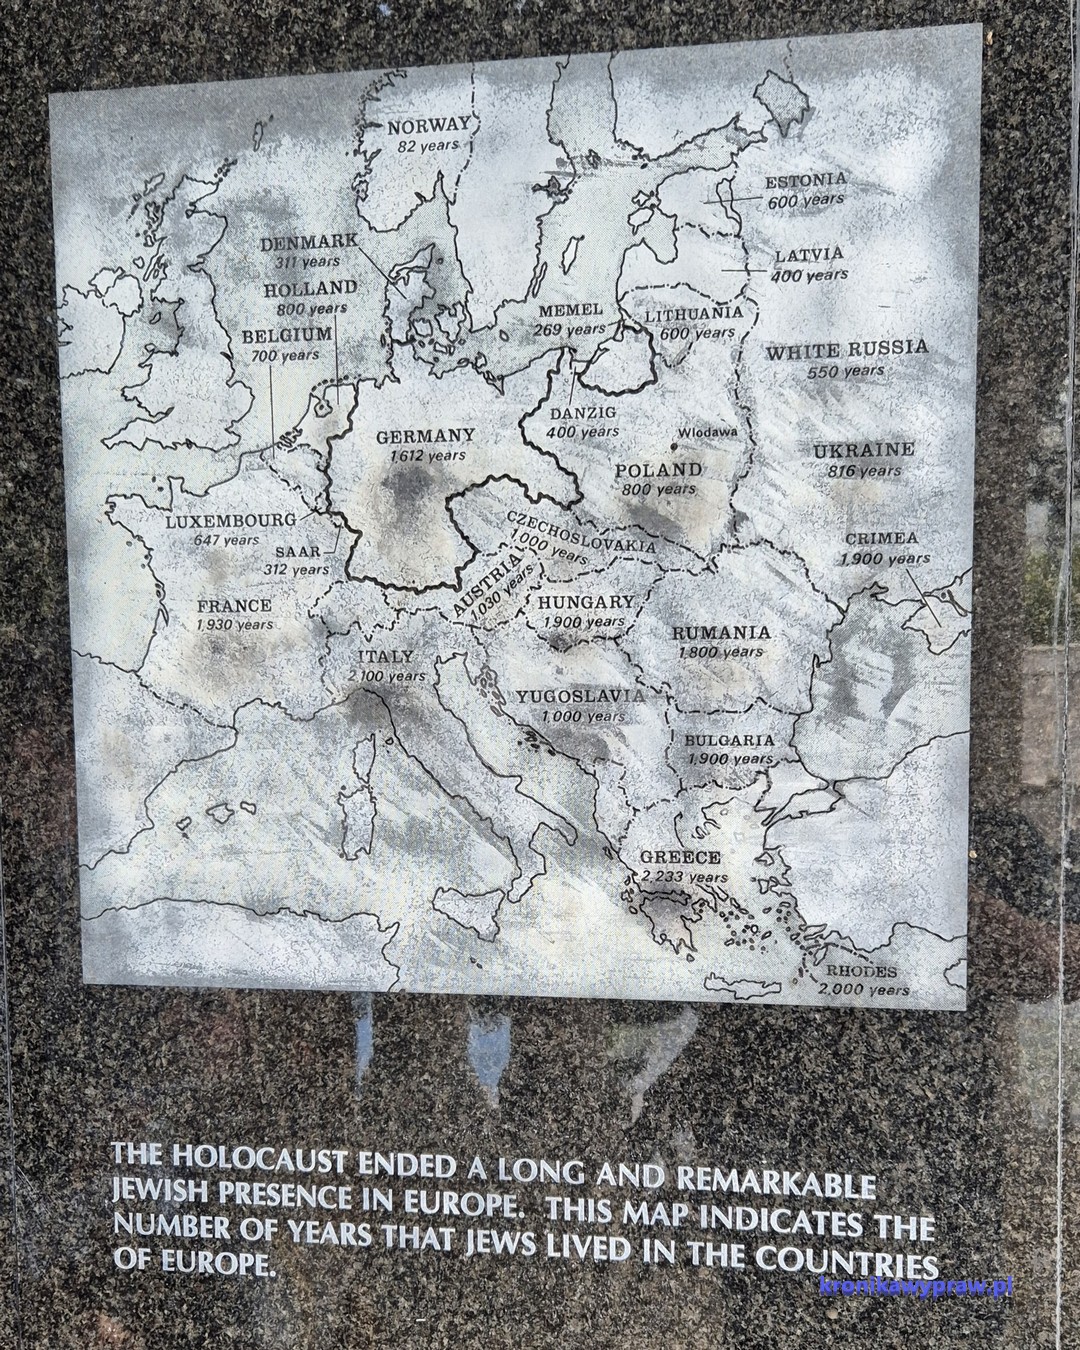 NORWAY
82 years
ESTONIA
600 years
DENMARK
311 years
LATVIA
400 years
HOLLAND
800 years
MEMEL
269 years
LITHUANIA
600 years
BELGIUM
700 years
WHITE RUSSIA
550 years
DANZIG
400 years
GERMANY
1,612 years
Wlodawa
UKRAINE
816 years
POLAND
800 years
LUXEMBOURG
647 years
CZECHOSLOVAKIA
1,000 years
SAAR
312 years
CRIMEA
1,900 years
AUSTRIA
1,030 years
FRANCE
1,930 years
HUNGARY
1,900 years
RUMANIA
1,800 years
ITALY
2,100 years
YUGOSLAVIA
1,000 years
BULGARIA
1,900 years
GREECE
2,233 years
RHODES
2,000 years
THE HOLOCAUST ENDED A LONG AND REMARKABLE
JEWISH PRESENCE IN EUROPE. THIS MAP INDICATES THE
NUMBER OF YEARS THAT JEWS LIVED IN THE COUNTRIES
OF EUROPE.
kronikawypraw.pl